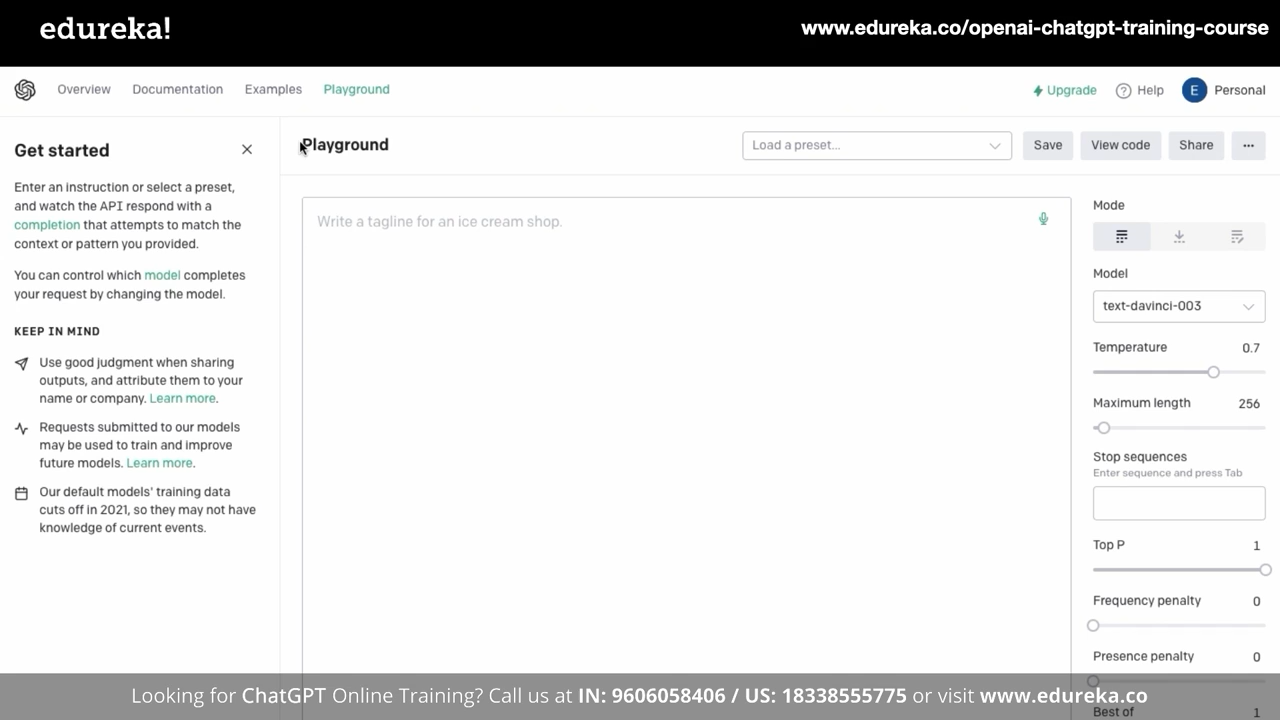 edureka!
www.edureka.co/openai-chatgpt-training-course
Overview
Documentation
Examples
Playground
Upgrade
Help
E
Personal
Get started
Enter an instruction or select a preset,
and watch the API respond with a
completion that attempts to match the
context or pattern you provided.
You can control which model completes
your request by changing the model.
KEEP IN MIND
Use good judgment when sharing
outputs, and attribute them to your
name or company. Learn more.
Requests submitted to our models
may be used to train and improve
future models. Learn more.
Our default models' training data
cuts off in 2021, so they may not have
knowledge of current events.
Playground
Load a preset...
Save
View code
Share
...
Write a tagline for an ice cream shop.
Mode
Model
text-davinci-003
Temperature 0.7
Maximum length 256
Stop sequences
Enter sequence and press Tab
Top P 1
Frequency penalty 0
Presence penalty 0
Best of 1
Looking for ChatGPT Online Training? Call us at IN: 9606058406 / US: 18338555775 or visit www.edureka.co